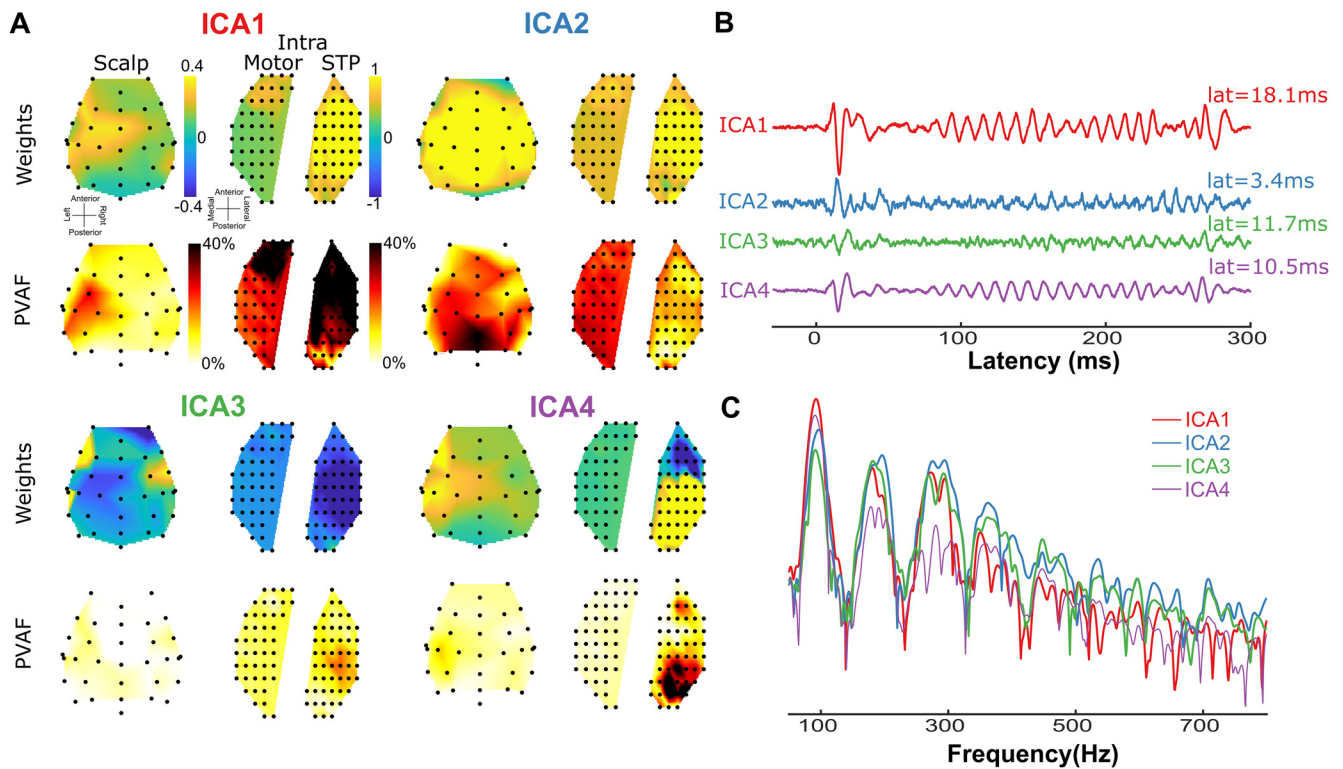 A
ICA1
ICA2
Scalp
Intra
Motor
STP
Weights
0.4
0
-0.4
1
0
-1
Anterior
Left
Right
Posterior
Anterior
Medial
Lateral
Posterior
PVAF
40%
0%
40%
0%
ICA3
ICA4
Weights
PVAF
B
ICA1
lat=18.1ms
ICA2
lat=3.4ms
ICA3
lat=11.7ms
ICA4
lat=10.5ms
0
100
200
300
Latency (ms)
C
ICA1
ICA2
ICA3
ICA4
100
300
500
700
Frequency(Hz)